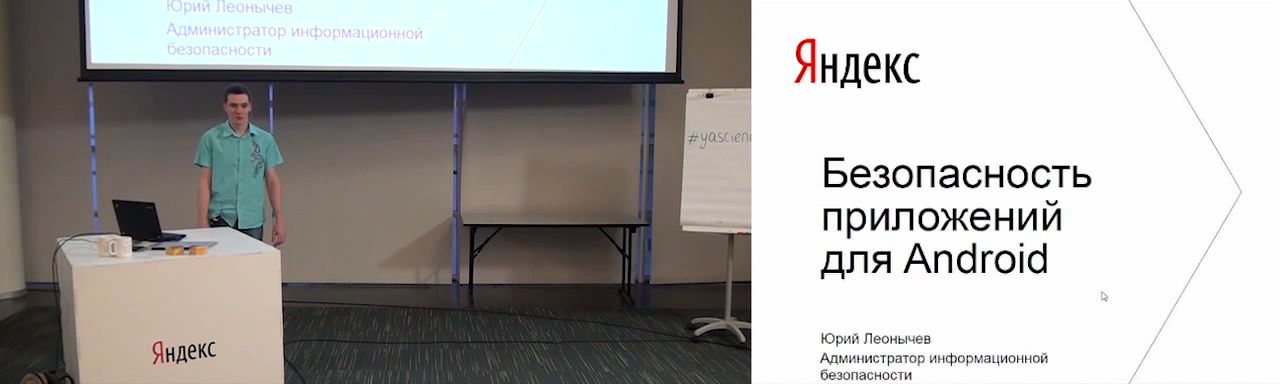 Юрий Леонычев
Администратор информационной
безопасности
#yascien
Яндекс
Яндекс
Безопасность
приложений
для Android
Юрий Леонычев
Администратор информационной
безопасности